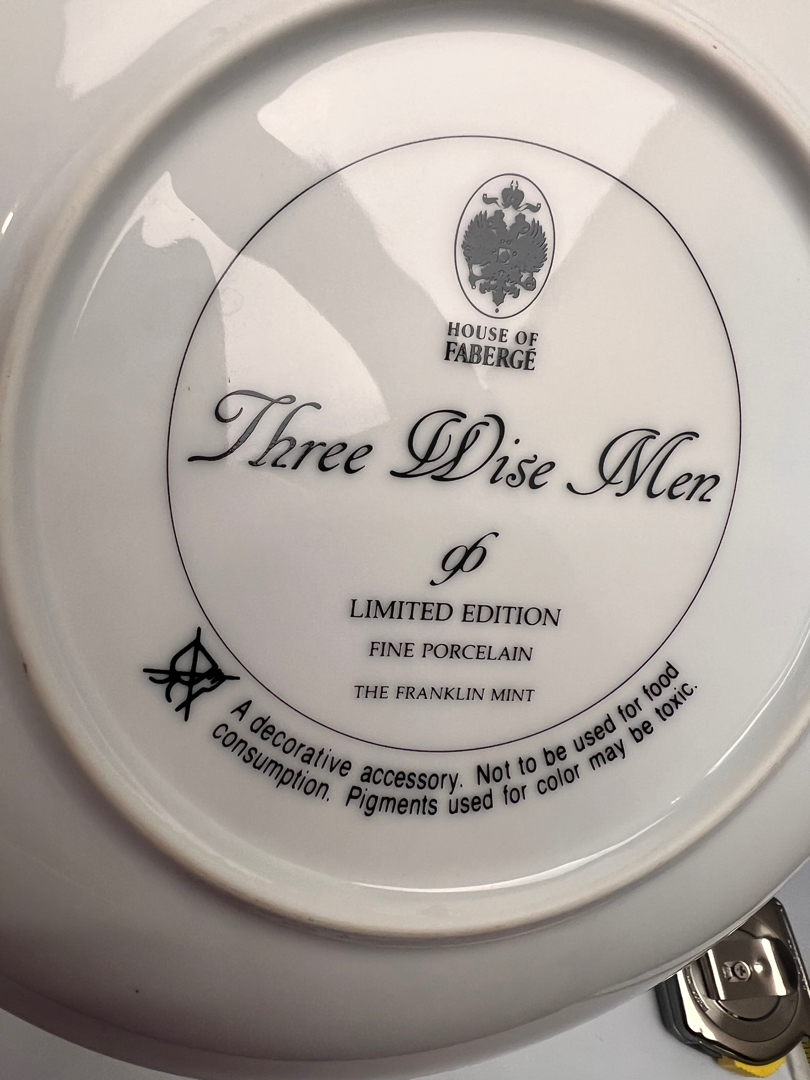 HOUSE OF
FABERGÉ
Three Wise Men
96
LIMITED EDITION
FINE PORCELAIN
THE FRANKLIN MINT
A decorative accessory. Not to be used for food
consumption. Pigments used for color may be toxic.